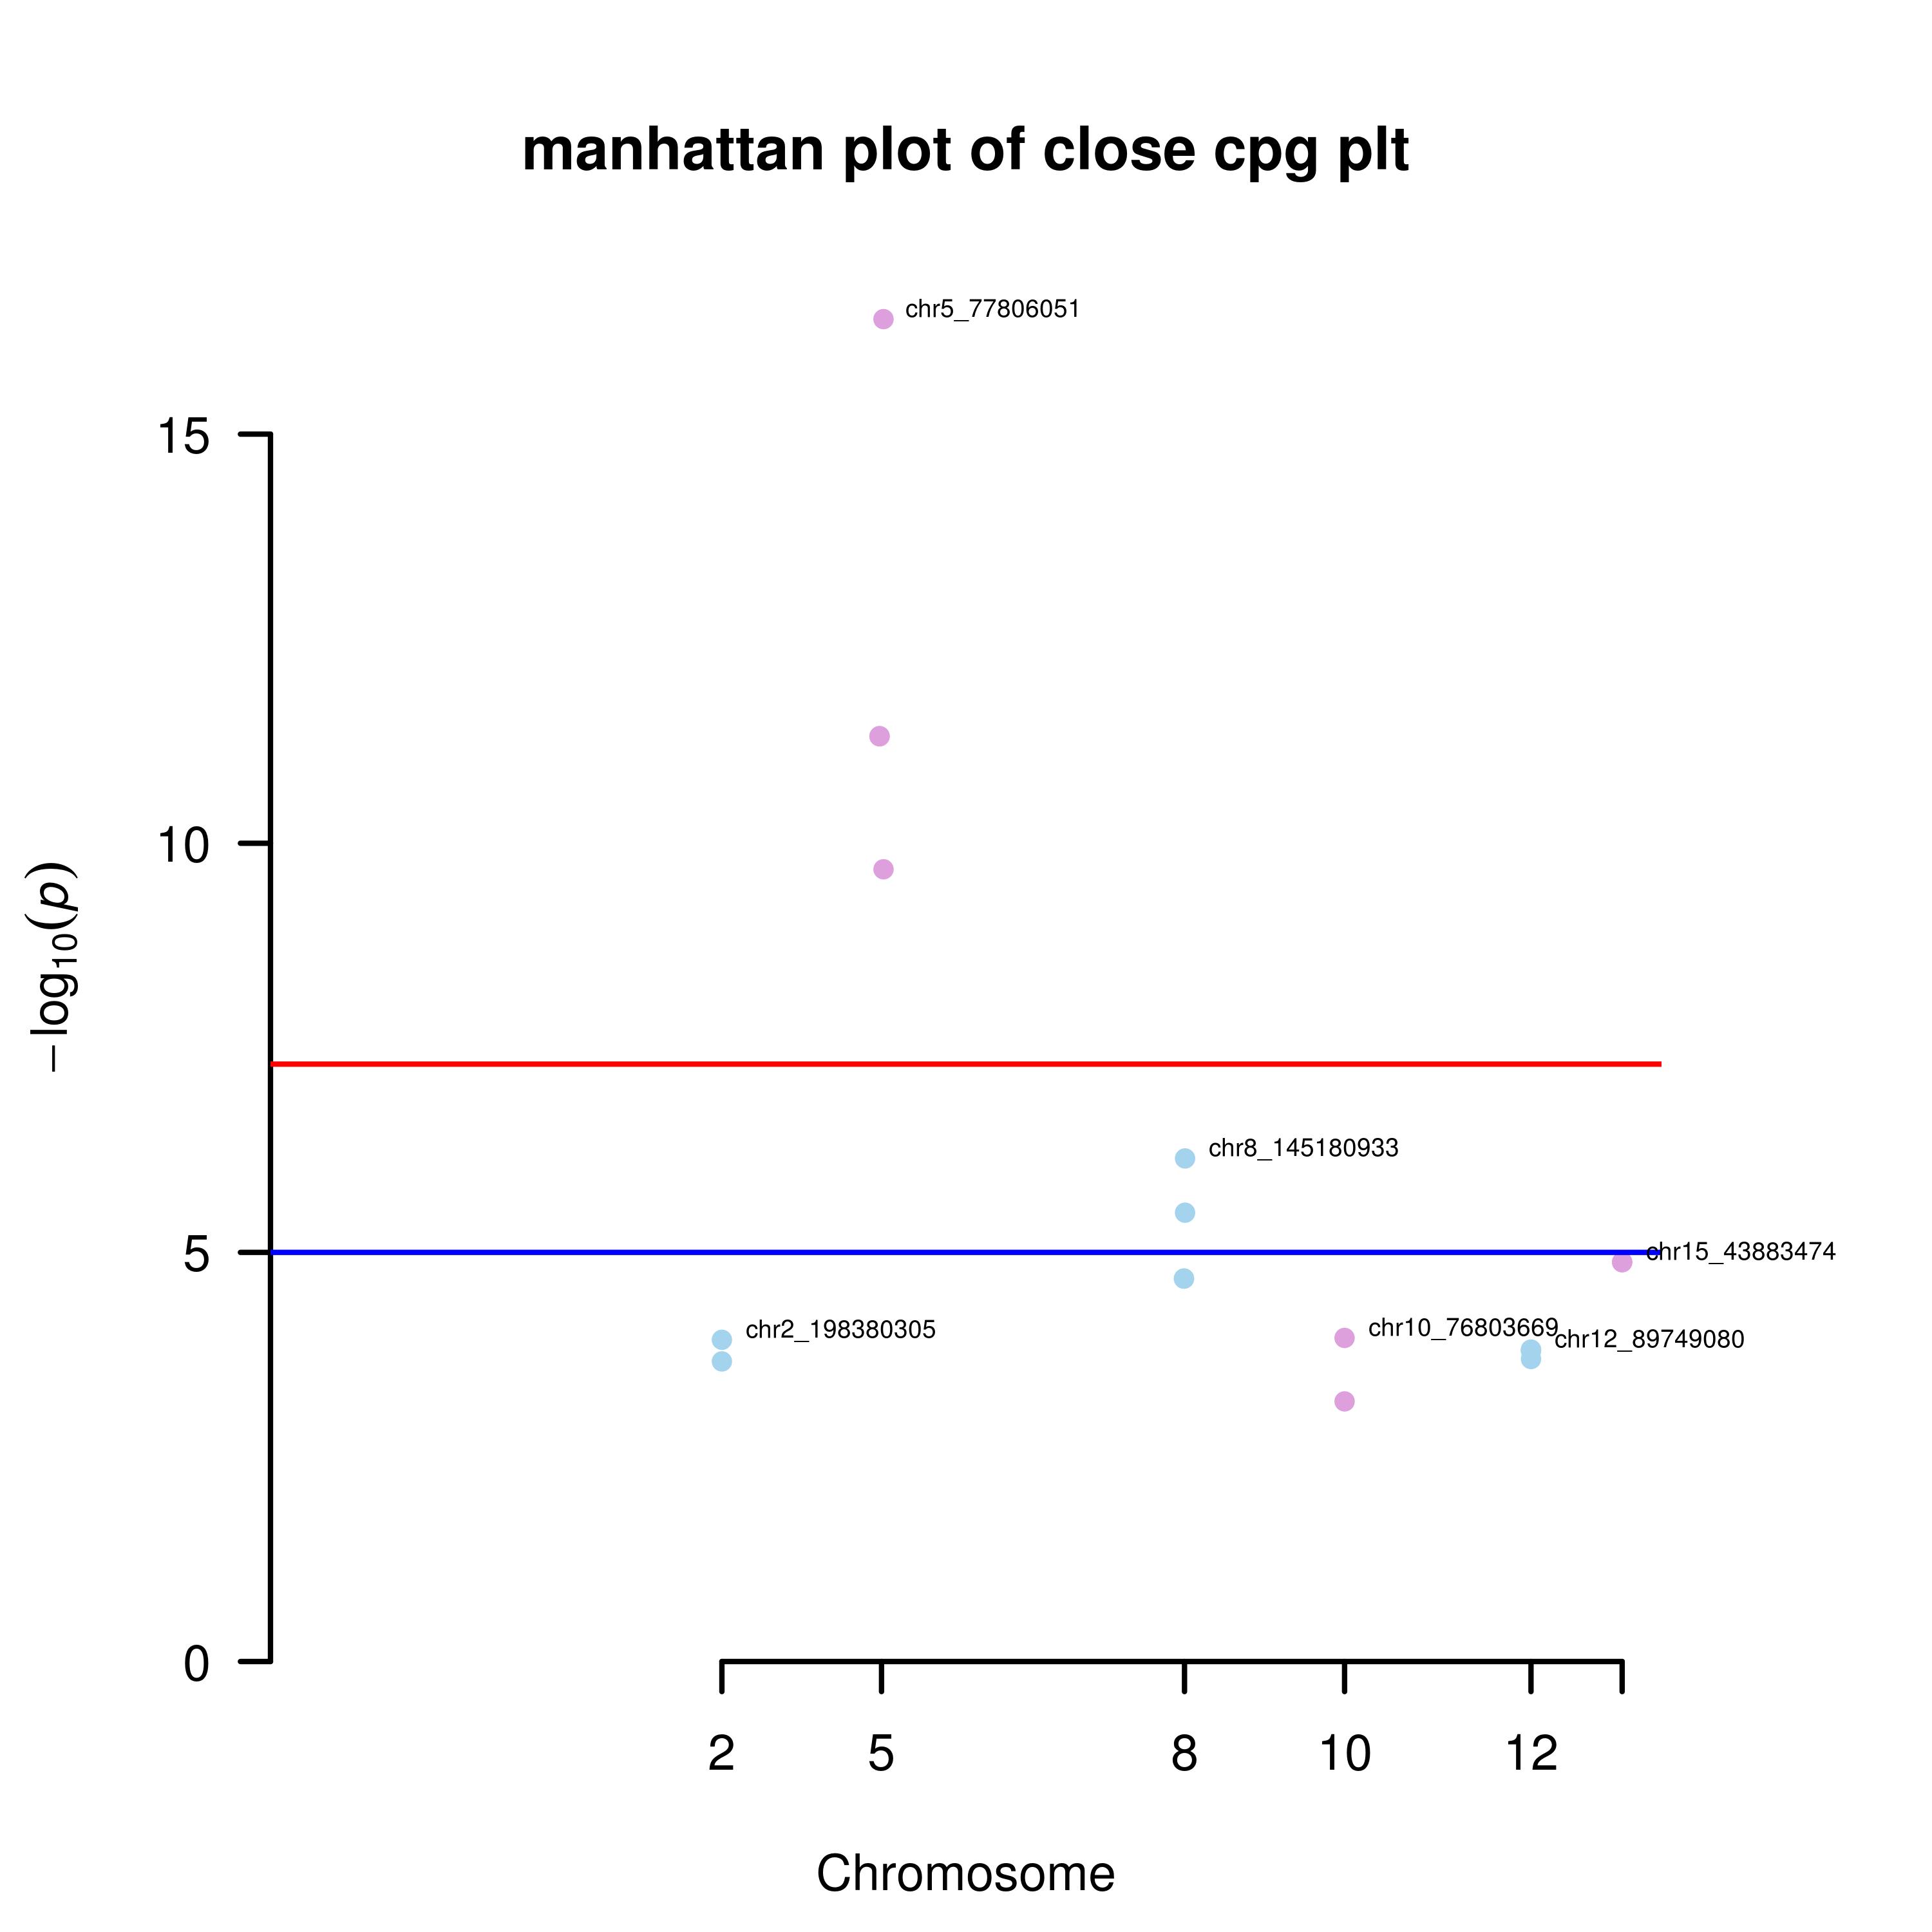 manhattan plot of close cpg plt
chr5_77806051
15
10
−log10(p)
chr8_145180933
5
chr15_43883474
chr2_198380305
chr10_76803669
chr12_89749080
0
2 5 8 10 12
Chromosome